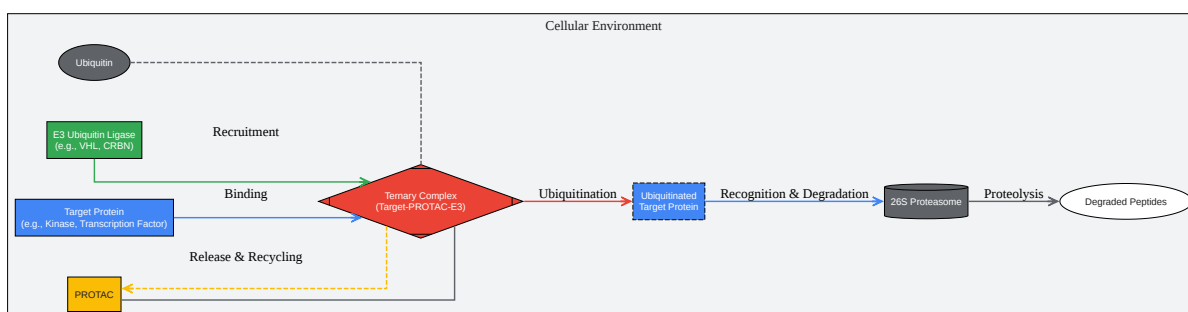 Cellular Environment
Ubiquitin
E3 Ubiquitin Ligase
(e.g., VHL, CRBN)
Recruitment
Binding
Target Protein
(e.g., Kinase, Transcription Factor)
Release & Recycling
PROTAC
Ternary Complex
(Target-PROTAC-E3)
Ubiquitination
Ubiquitinated
Target Protein
Recognition & Degradation
26S Proteasome
Proteolysis
Degraded Peptides